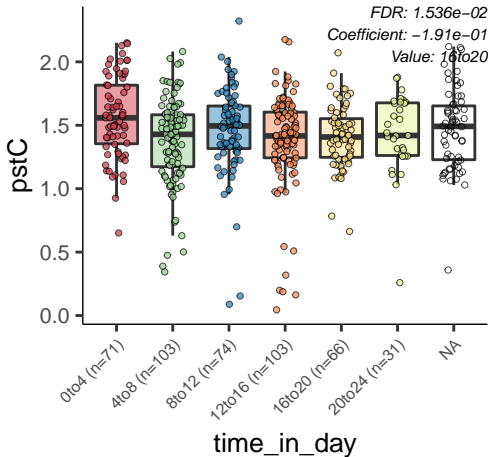 FDR: 1.536e−02
Coefficient: −1.91e−01
Value: 16to20
pstC
2.0
1.5
1.0
0.5
0.0
0to4 (n=71)
4to8 (n=103)
8to12 (n=74)
12to16 (n=103)
16to20 (n=66)
20to24 (n=31)
NA
time_in_day